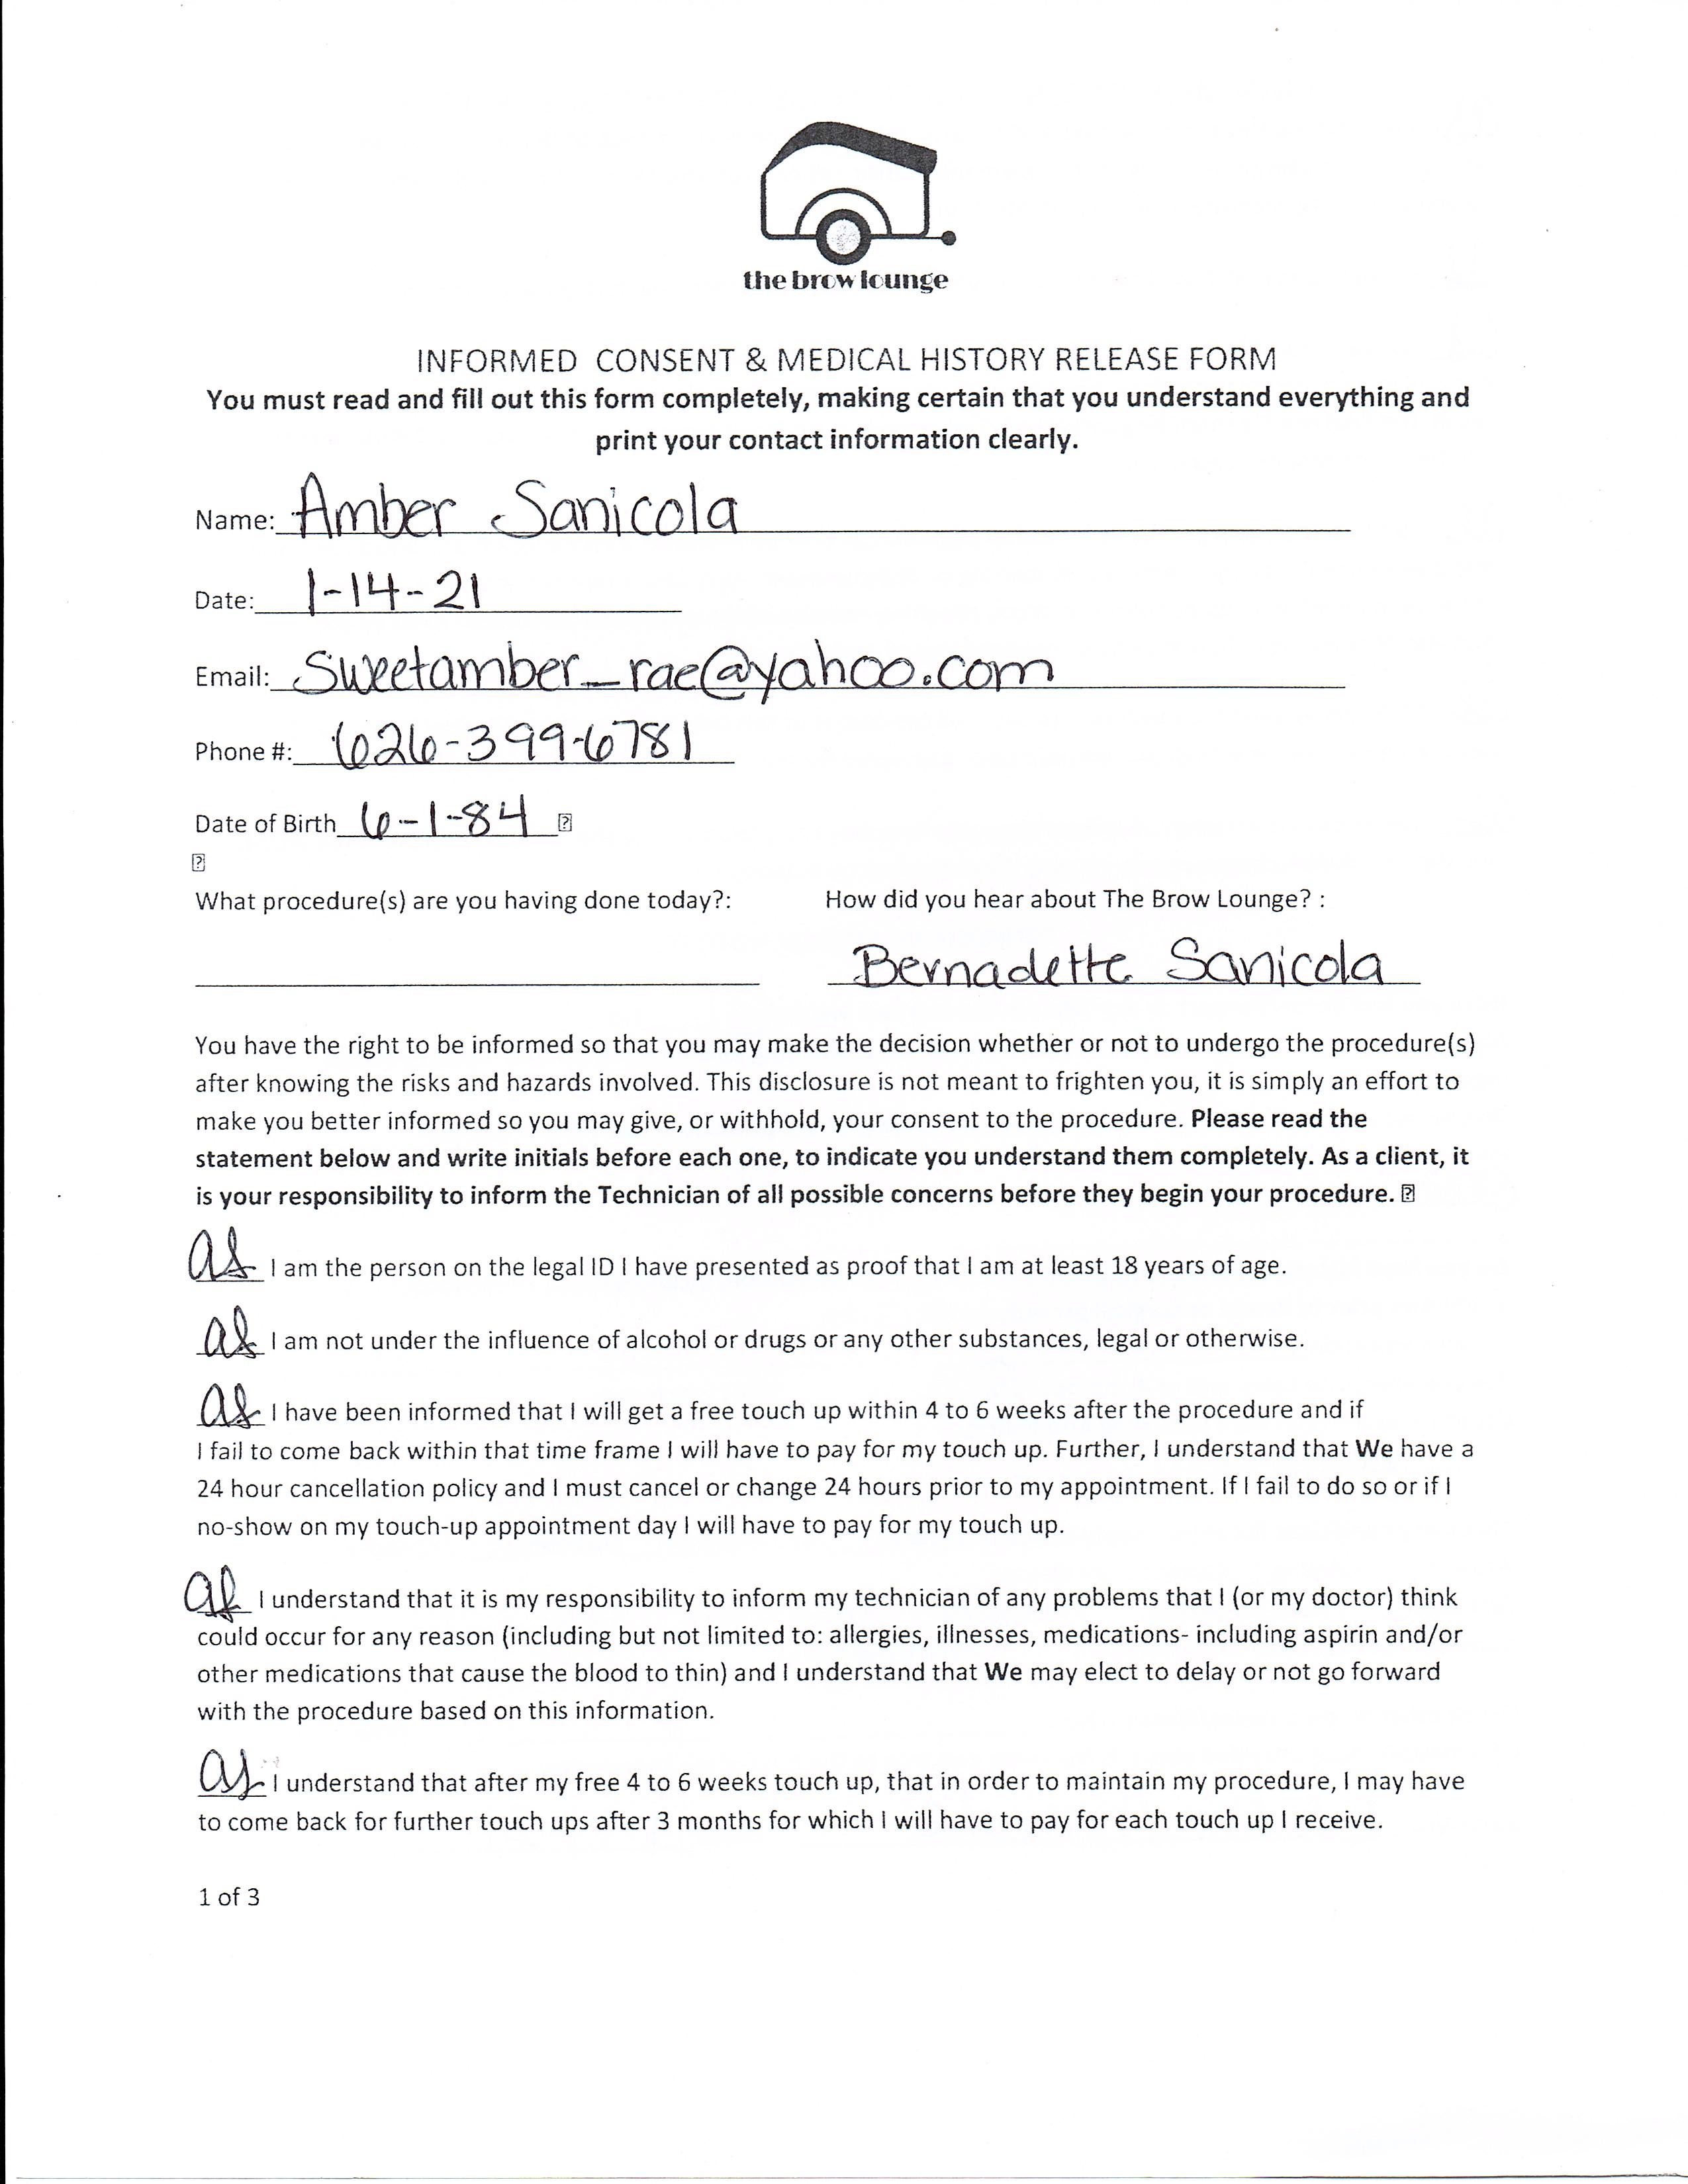 the brow lounge
INFORMED CONSENT & MEDICAL HISTORY RELEASE FORM
You must read and fill out this form completely, making certain that you understand everything and
print your contact information clearly.
Name: Amber Sanicola
Date: 1-14-21
Email: Sweetamber_rae@yahoo.com
Phone #: 626-399-6781
Date of Birth 6-1-84 ?
?
What procedure(s) are you having done today?: How did you hear about The Brow Lounge? :
Bernadette Sanicola
You have the right to be informed so that you may make the decision whether or not to undergo the procedure(s)
after knowing the risks and hazards involved. This disclosure is not meant to frighten you, it is simply an effort to
make you better informed so you may give, or withhold, your consent to the procedure. Please read the
statement below and write initials before each one, to indicate you understand them completely. As a client, it
is your responsibility to inform the Technician of all possible concerns before they begin your procedure. ?
as I am the person on the legal ID I have presented as proof that I am at least 18 years of age.
as I am not under the influence of alcohol or drugs or any other substances, legal or otherwise.
as I have been informed that I will get a free touch up within 4 to 6 weeks after the procedure and if
I fail to come back within that time frame I will have to pay for my touch up. Further, I understand that We have a
24 hour cancellation policy and I must cancel or change 24 hours prior to my appointment. If I fail to do so or if I
no-show on my touch-up appointment day I will have to pay for my touch up.
as I understand that it is my responsibility to inform my technician of any problems that I (or my doctor) think
could occur for any reason (including but not limited to: allergies, illnesses, medications- including aspirin and/or
other medications that cause the blood to thin) and I understand that We may elect to delay or not go forward
with the procedure based on this information.
as I understand that after my free 4 to 6 weeks touch up, that in order to maintain my procedure, I may have
to come back for further touch ups after 3 months for which I will have to pay for each touch up I receive.
1 of 3